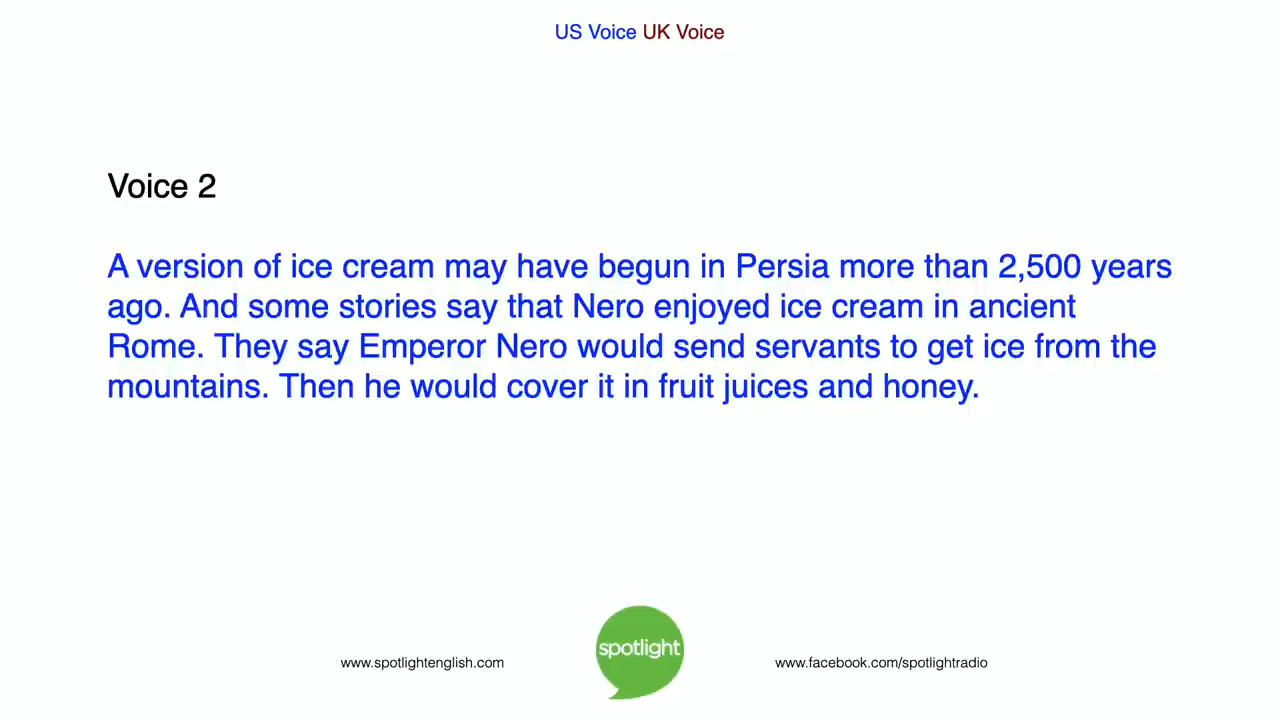 US Voice UK Voice
Voice 2
A version of ice cream may have begun in Persia more than 2,500 years
ago. And some stories say that Nero enjoyed ice cream in ancient
Rome. They say Emperor Nero would send servants to get ice from the
mountains. Then he would cover it in fruit juices and honey.
www.spotlightenglish.com
spotlight
www.facebook.com/spotlightradio